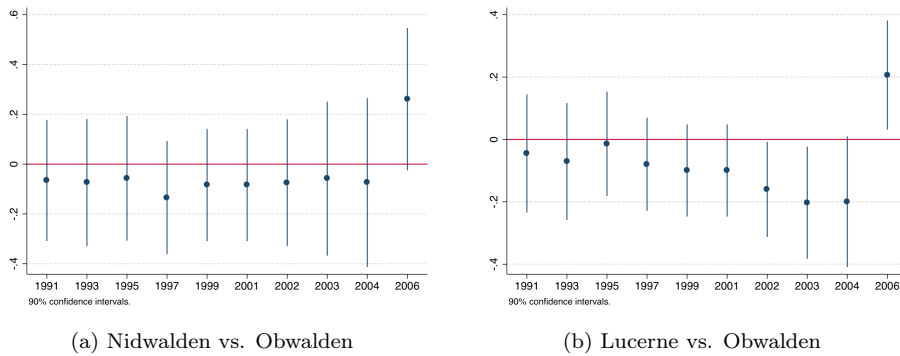 .6
.4
.2
0
-.2
-.4
1991 1993 1995 1997 1999 2001 2002 2003 2004 2006
90% confidence intervals.
(a) Nidwalden vs. Obwalden
.4
.2
0
-.2
-.4
1991 1993 1995 1997 1999 2001 2002 2003 2004 2006
90% confidence intervals.
(b) Lucerne vs. Obwalden